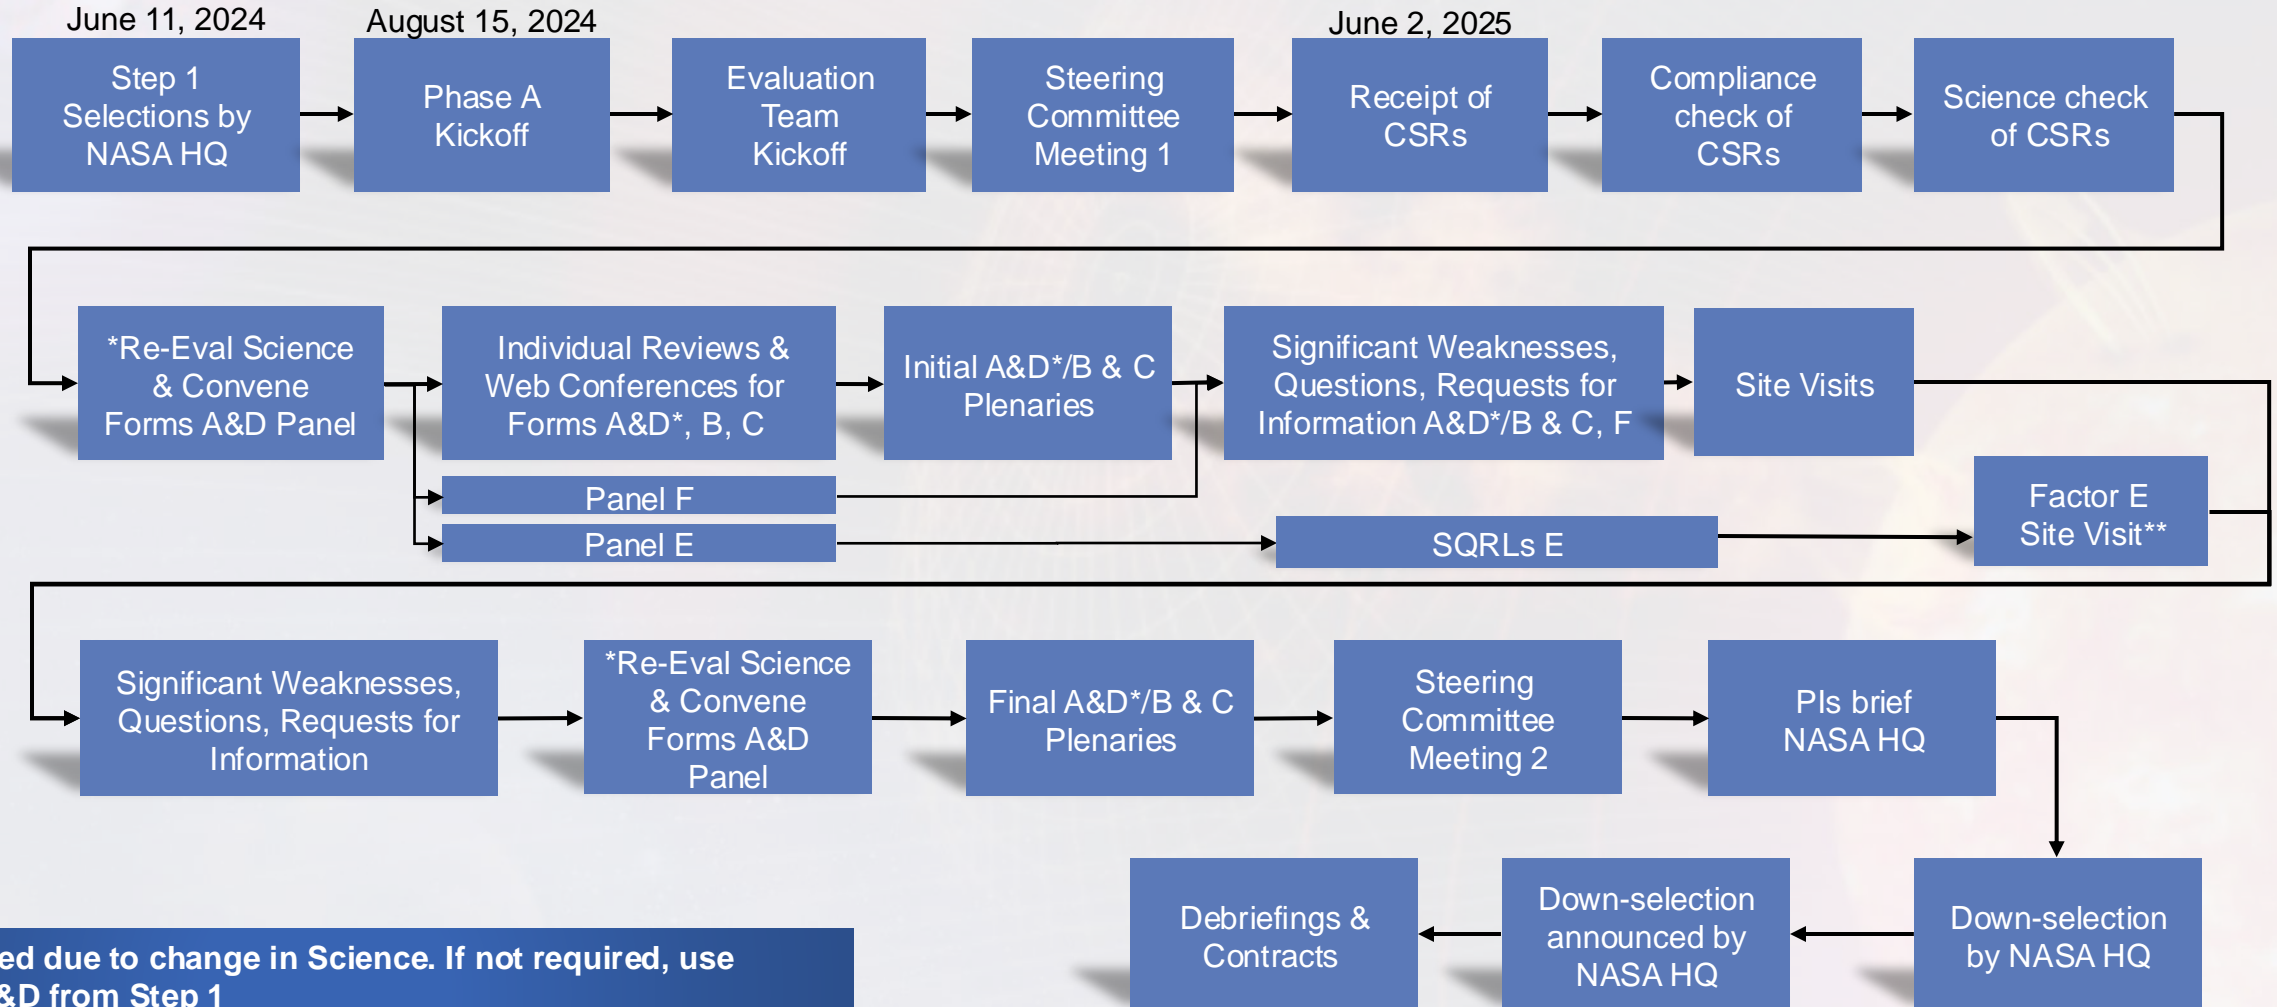 June 11, 2024
August 15, 2024
June 2, 2025
Step 1
Selections by
NASA HQ
Phase A
Kickoff
Evaluation
Team
Kickoff
Steering
Committee
Meeting 1
Receipt of
CSRs
Compliance
check of
CSRs
Science check
of CSRs
*Re-Eval Science
& Convene
Forms A&D Panel
Individual Reviews &
Web Conferences for
Forms A&D*, B, C
Initial A&D*/B & C
Plenaries
Significant Weaknesses,
Questions, Requests for
Information A&D*/B & C, F
Site Visits
Panel F
Panel E
SQRLs E
Factor E
Site Visit**
Significant Weaknesses,
Questions, Requests for
Information
*Re-Eval Science
& Convene
Forms A&D
Panel
Final A&D*/B & C
Plenaries
Steering
Committee
Meeting 2
PIs brief
NASA HQ
Debriefings &
Contracts
Down-selection
announced by
NASA HQ
Down-selection
by NASA HQ
due to change in Science. If not required, use
from Step 1